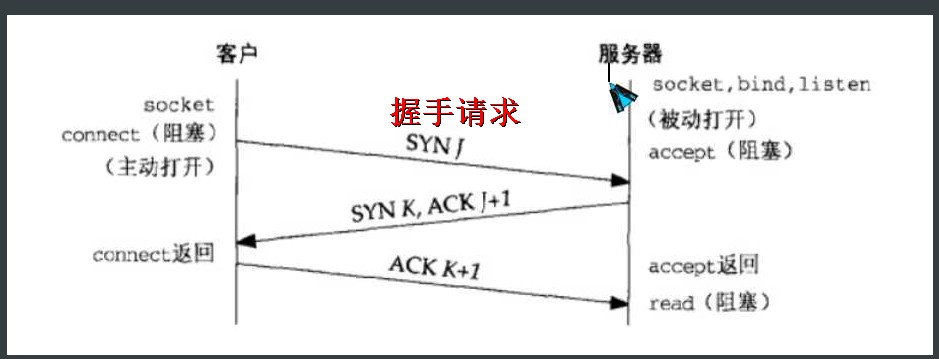 客户
服务器
socket
connect（阻塞）
（主动打开）
握手请求
SYN J
socket,bind,listen
（被动打开）
accept（阻塞）
SYN K, ACK J+1
connect返回
ACK K+1
accept返回
read（阻塞）